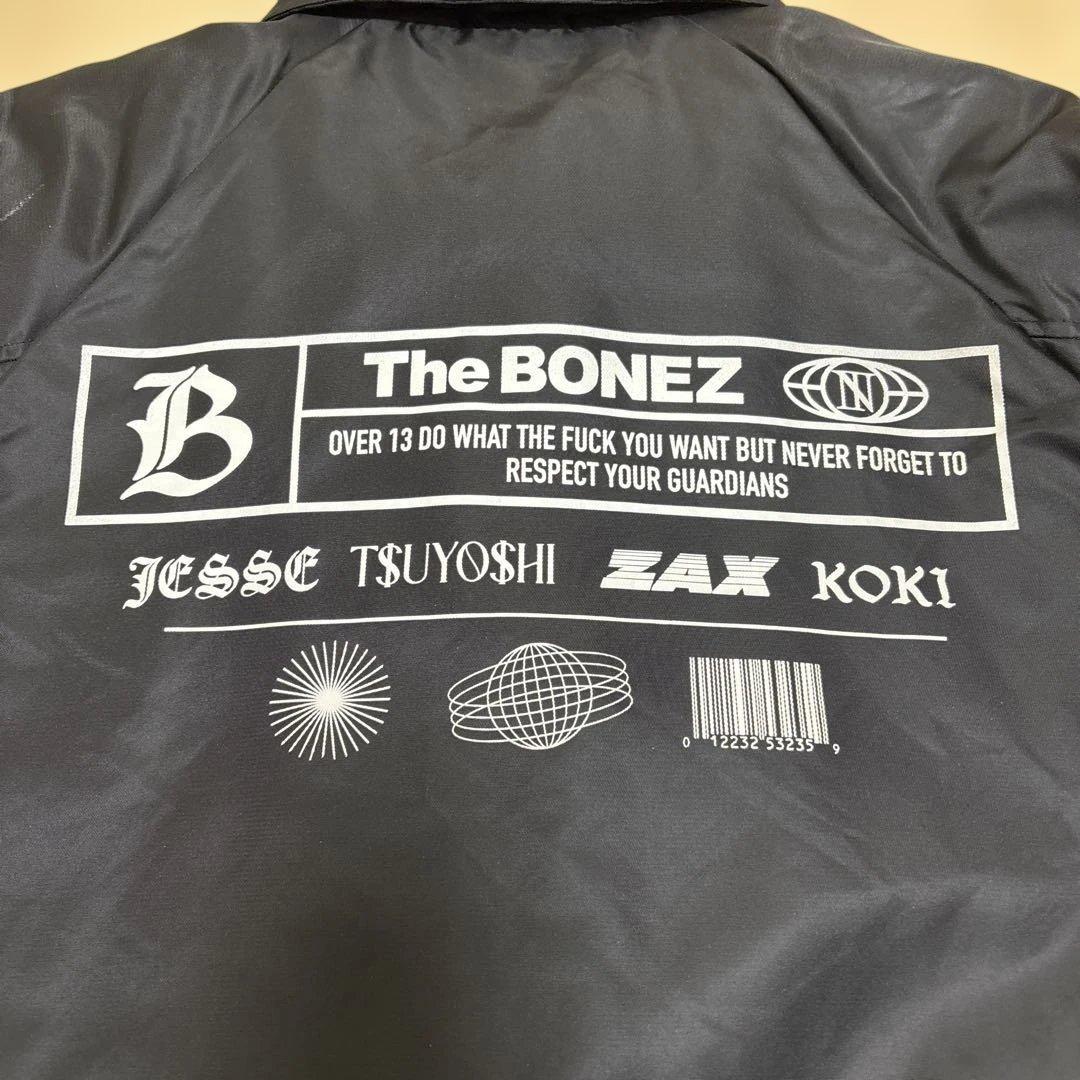 B
The BONEZ
N
OVER 13 DO WHAT THE FUCK YOU WANT BUT NEVER FORGET TO
RESPECT YOUR GUARDIANS
JESSE T$UYO$HI ZAX KOKI
0 12232 53235 9